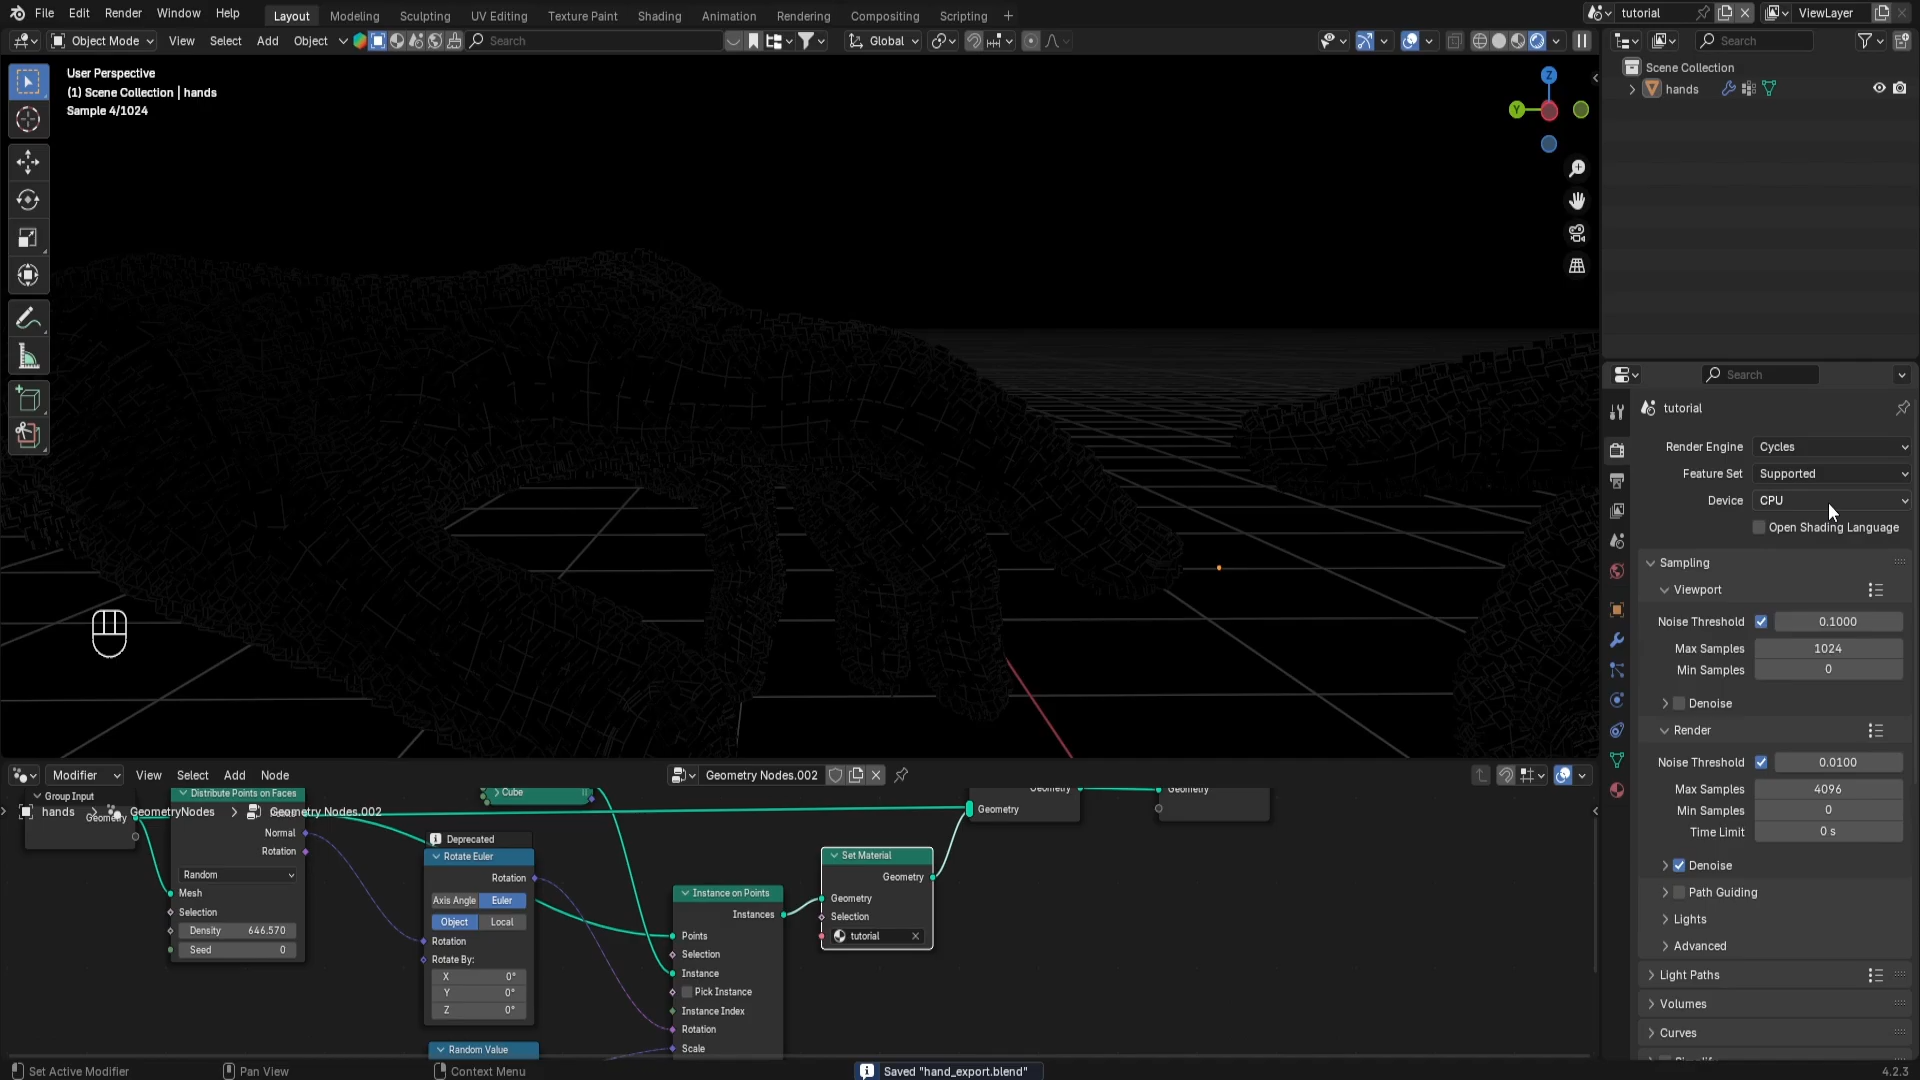 File Edit Render Window Help
Layout Modeling Sculpting UV Editing Texture Paint Shading Animation Rendering Compositing Scripting +
tutorial
ViewLayer
Object Mode View Select Add Object
Search
Global
Search
User Perspective
(1) Scene Collection | hands
Sample 4/1024
Z
Y
Scene Collection
hands
Search
tutorial
Render Engine Cycles
Feature Set Supported
Device CPU
Open Shading Language
Sampling
Viewport
Noise Threshold 0.1000
Max Samples 1024
Min Samples 0
Denoise
Render
Noise Threshold 0.0100
Max Samples 4096
Min Samples 0
Time Limit 0 s
Denoise
Path Guiding
Lights
Advanced
Light Paths
Volumes
Curves
Modifier View Select Add Node
Geometry Nodes.002
Group Input
Geometry
hands > GeometryNodes > Geometry Nodes.002
Distribute Points on Faces
Normal
Rotation
Random
Mesh
Selection
Density 646.570
Seed 0
Cube
Deprecated
Rotate Euler
Rotation
Axis Angle Euler
Object Local
Rotation
Rotate By:
X 0°
Y 0°
Z 0°
Random Value
Instance on Points
Instances
Points
Selection
Instance
Pick Instance
Instance Index
Rotation
Scale
Set Material
Geometry
Geometry
Selection
tutorial
Geometry
Geometry
Geometry
Set Active Modifier
Pan View
Context Menu
Saved "hand_export.blend"
4.2.3